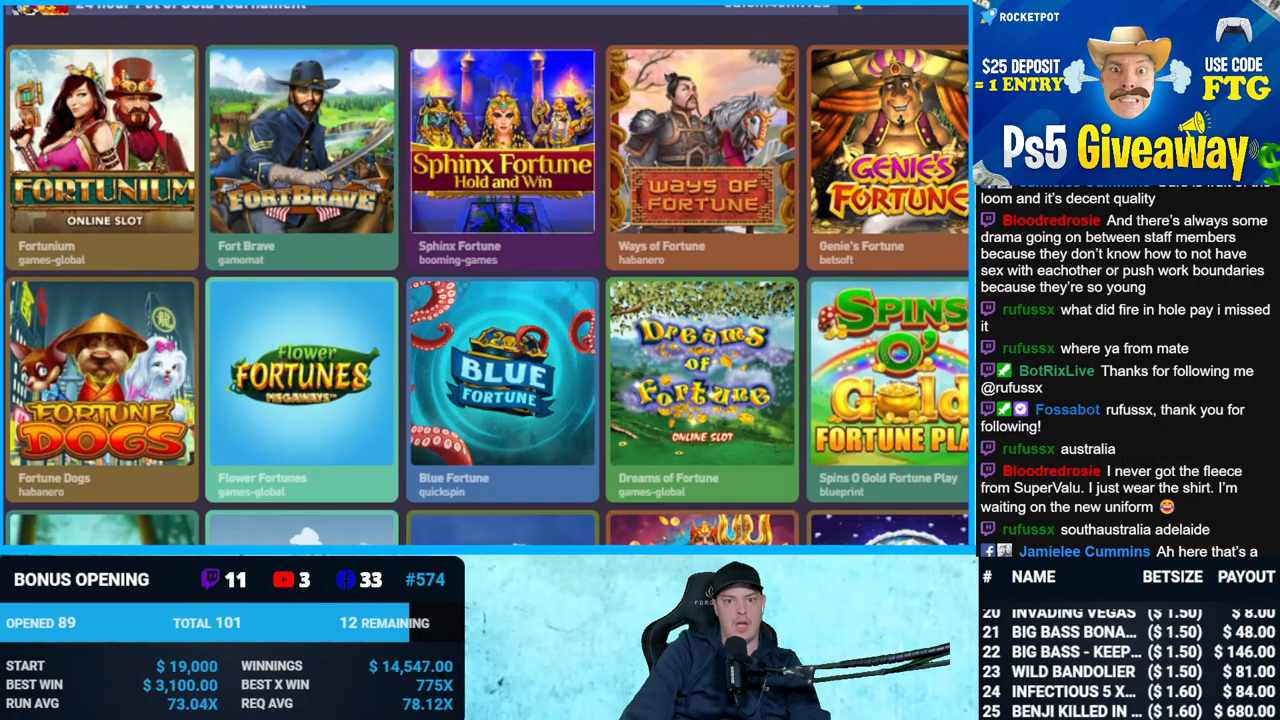 24 Hour Pot of Gold Tournament
FORTUNIUM
ONLINE SLOT
Fortunium
games-global
FORT BRAVE
Fort Brave
gamomat
Sphinx Fortune
Hold and Win
Sphinx Fortune
booming-games
WAYS OF
FORTUNE
Ways of Fortune
habanero
GENIE'S
FORTUNE
Genie's Fortune
betsoft
FORTUNE
DOGS
Fortune Dogs
habanero
Flower
FORTUNES
MEGAWAYS
Flower Fortunes
games-global
BLUE
FORTUNE
Blue Fortune
quickspin
Dreams
of
Fortune
ONLINE SLOT
Dreams of Fortune
games-global
SPINS
O'
Gold
FORTUNE PLA
Spins O Gold Fortune Play
blueprint
ROCKETPOT
$25 DEPOSIT
= 1 ENTRY
USE CODE
FTG
Ps5 Giveaway
loom and it's decent quality
Bloodredrosie And there's always some
drama going on between staff members
because they don't know how to not have
sex with eachother or push work boundaries
because they're so young
rufussx what did fire in hole pay i missed
it
rufussx where ya from mate
BotRixLive Thanks for following me
@rufussx
Fossabot rufussx, thank you for
following!
rufussx australia
Bloodredrosie I never got the fleece
from SuperValu. I just wear the shirt. I'm
waiting on the new uniform 😅
rufussx southaustralia adelaide
Jamielee Cummins Ah here that's a
BONUS OPENING 11 3 33 #574
OPENED 89 TOTAL 101 12 REMAINING
START $ 19,000 WINNINGS $ 14,547.00
BEST WIN $ 3,100.00 BEST X WIN 775X
RUN AVG 73.04X REQ AVG 78.12X
# NAME BETSIZE PAYOUT
20 INVADING VEGAS ($ 1.50) $ 8.00
21 BIG BASS BONA... ($ 1.50) $ 48.00
22 BIG BASS - KEEP... ($ 1.50) $ 146.00
23 WILD BANDOLIER ($ 1.50) $ 81.00
24 INFECTIOUS 5 X... ($ 1.60) $ 84.00
25 BENJI KILLED IN ... ($ 1.60) $ 680.00